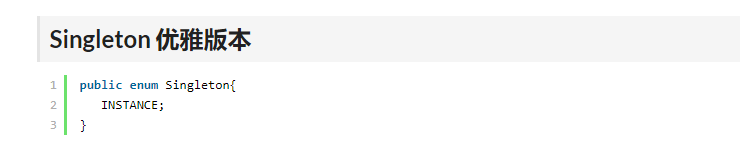 Singleton 优雅版本
1 public enum Singleton{
2    INSTANCE;
3 }